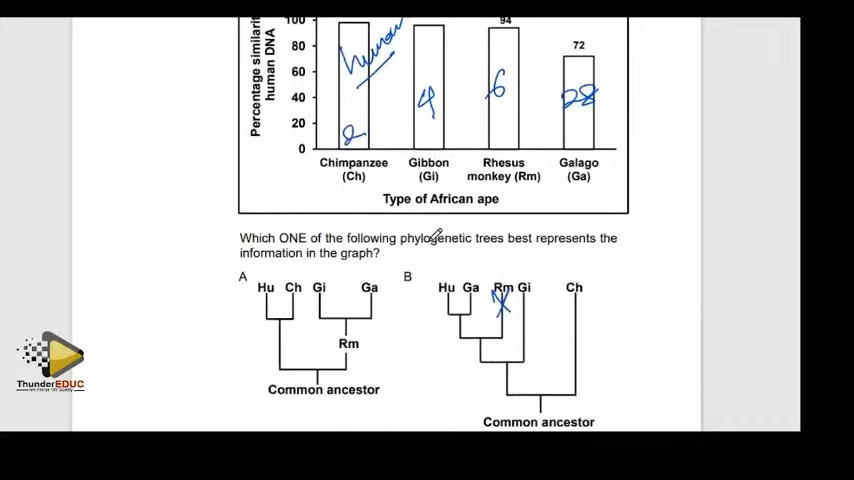 100
94
Percentage similari
human DNA
80
72
60
human
40
4
6
28
20
2
0
Chimpanzee Gibbon Rhesus Galago
(Ch) (Gi) monkey (Rm) (Ga)
Type of African ape
Which ONE of the following phylogenetic trees best represents the
information in the graph?
A
Hu Ch Gi Ga
Rm
Common ancestor
B
Hu Ga Rm Gi Ch
Common ancestor
ThunderEDUC